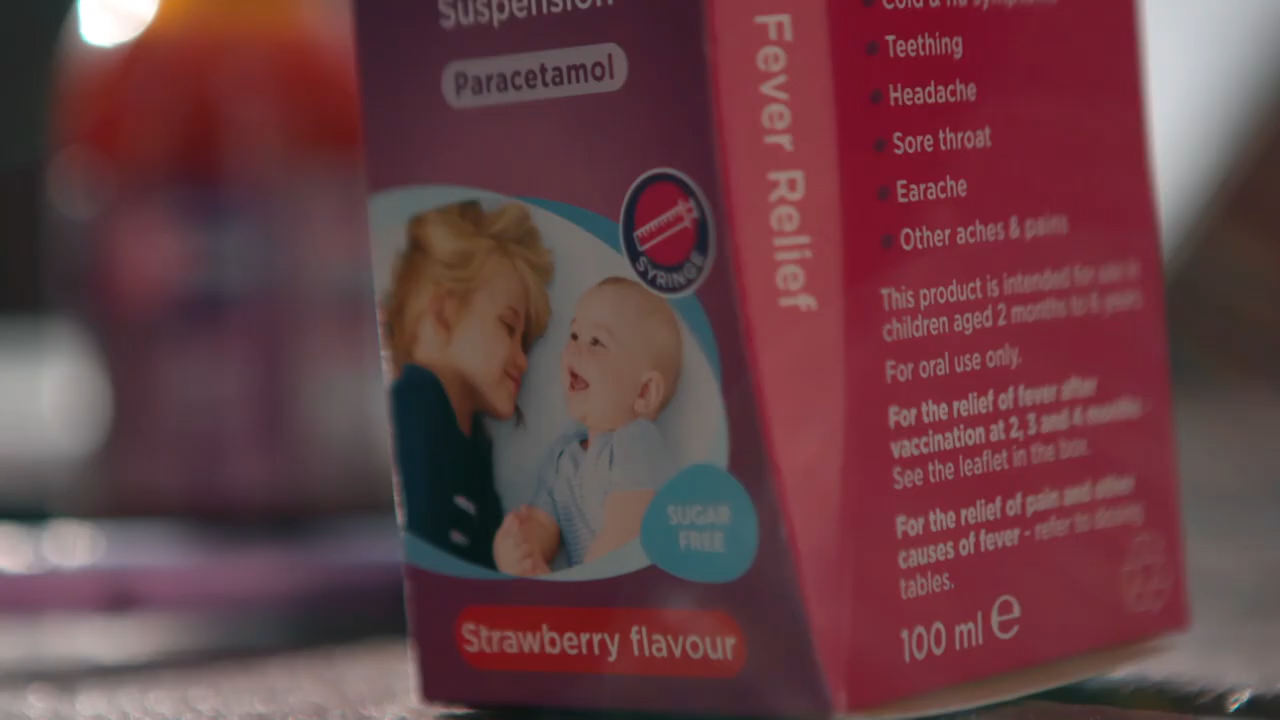 Suspension
Paracetamol
SYRINGE
SUGAR
FREE
Strawberry flavour
Fever Relief
Cold & flu symptoms
Teething
Headache
Sore throat
Earache
Other aches & pains
This product is intended for use in
children aged 2 months to 6 years.
For oral use only.
For the relief of fever after
vaccination at 2, 3 and 4 months -
See the leaflet in the box.
For the relief of pain and other
causes of fever - refer to dosing
tables.
100 ml e